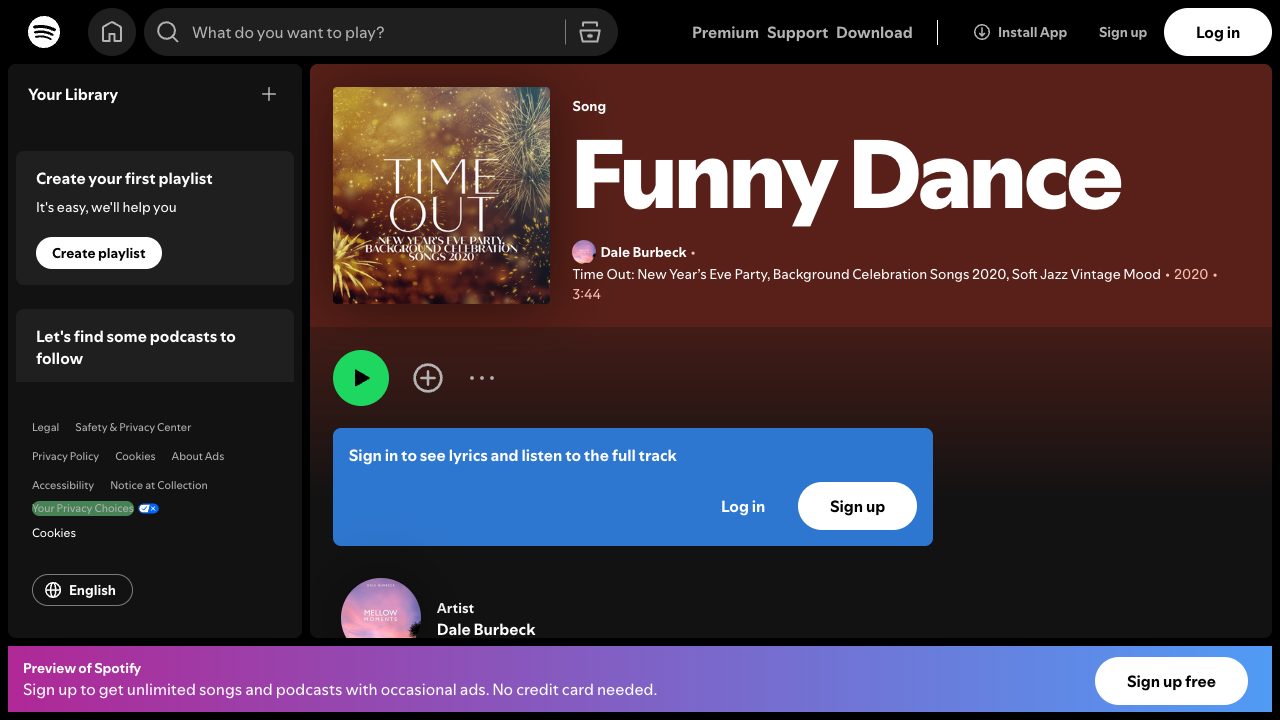 What do you want to play?
Premium Support Download
Install App
Sign up
Log in
Your Library
Create your first playlist
It's easy, we'll help you
Create playlist
Let's find some podcasts to
follow
Legal Safety & Privacy Center
Privacy Policy Cookies About Ads
Accessibility Notice at Collection
Your Privacy Choices
Cookies
English
TIME
OUT
NEW YEAR'S EVE PARTY,
BACKGROUND CELEBRATION
SONGS 2020
Song
Funny Dance
Dale Burbeck •
Time Out: New Year's Eve Party, Background Celebration Songs 2020, Soft Jazz Vintage Mood • 2020 •
3:44
Sign in to see lyrics and listen to the full track
Log in
Sign up
DALE BURBECK
MELLOW
MOMENTS
Artist
Dale Burbeck
Preview of Spotify
Sign up to get unlimited songs and podcasts with occasional ads. No credit card needed.
Sign up free